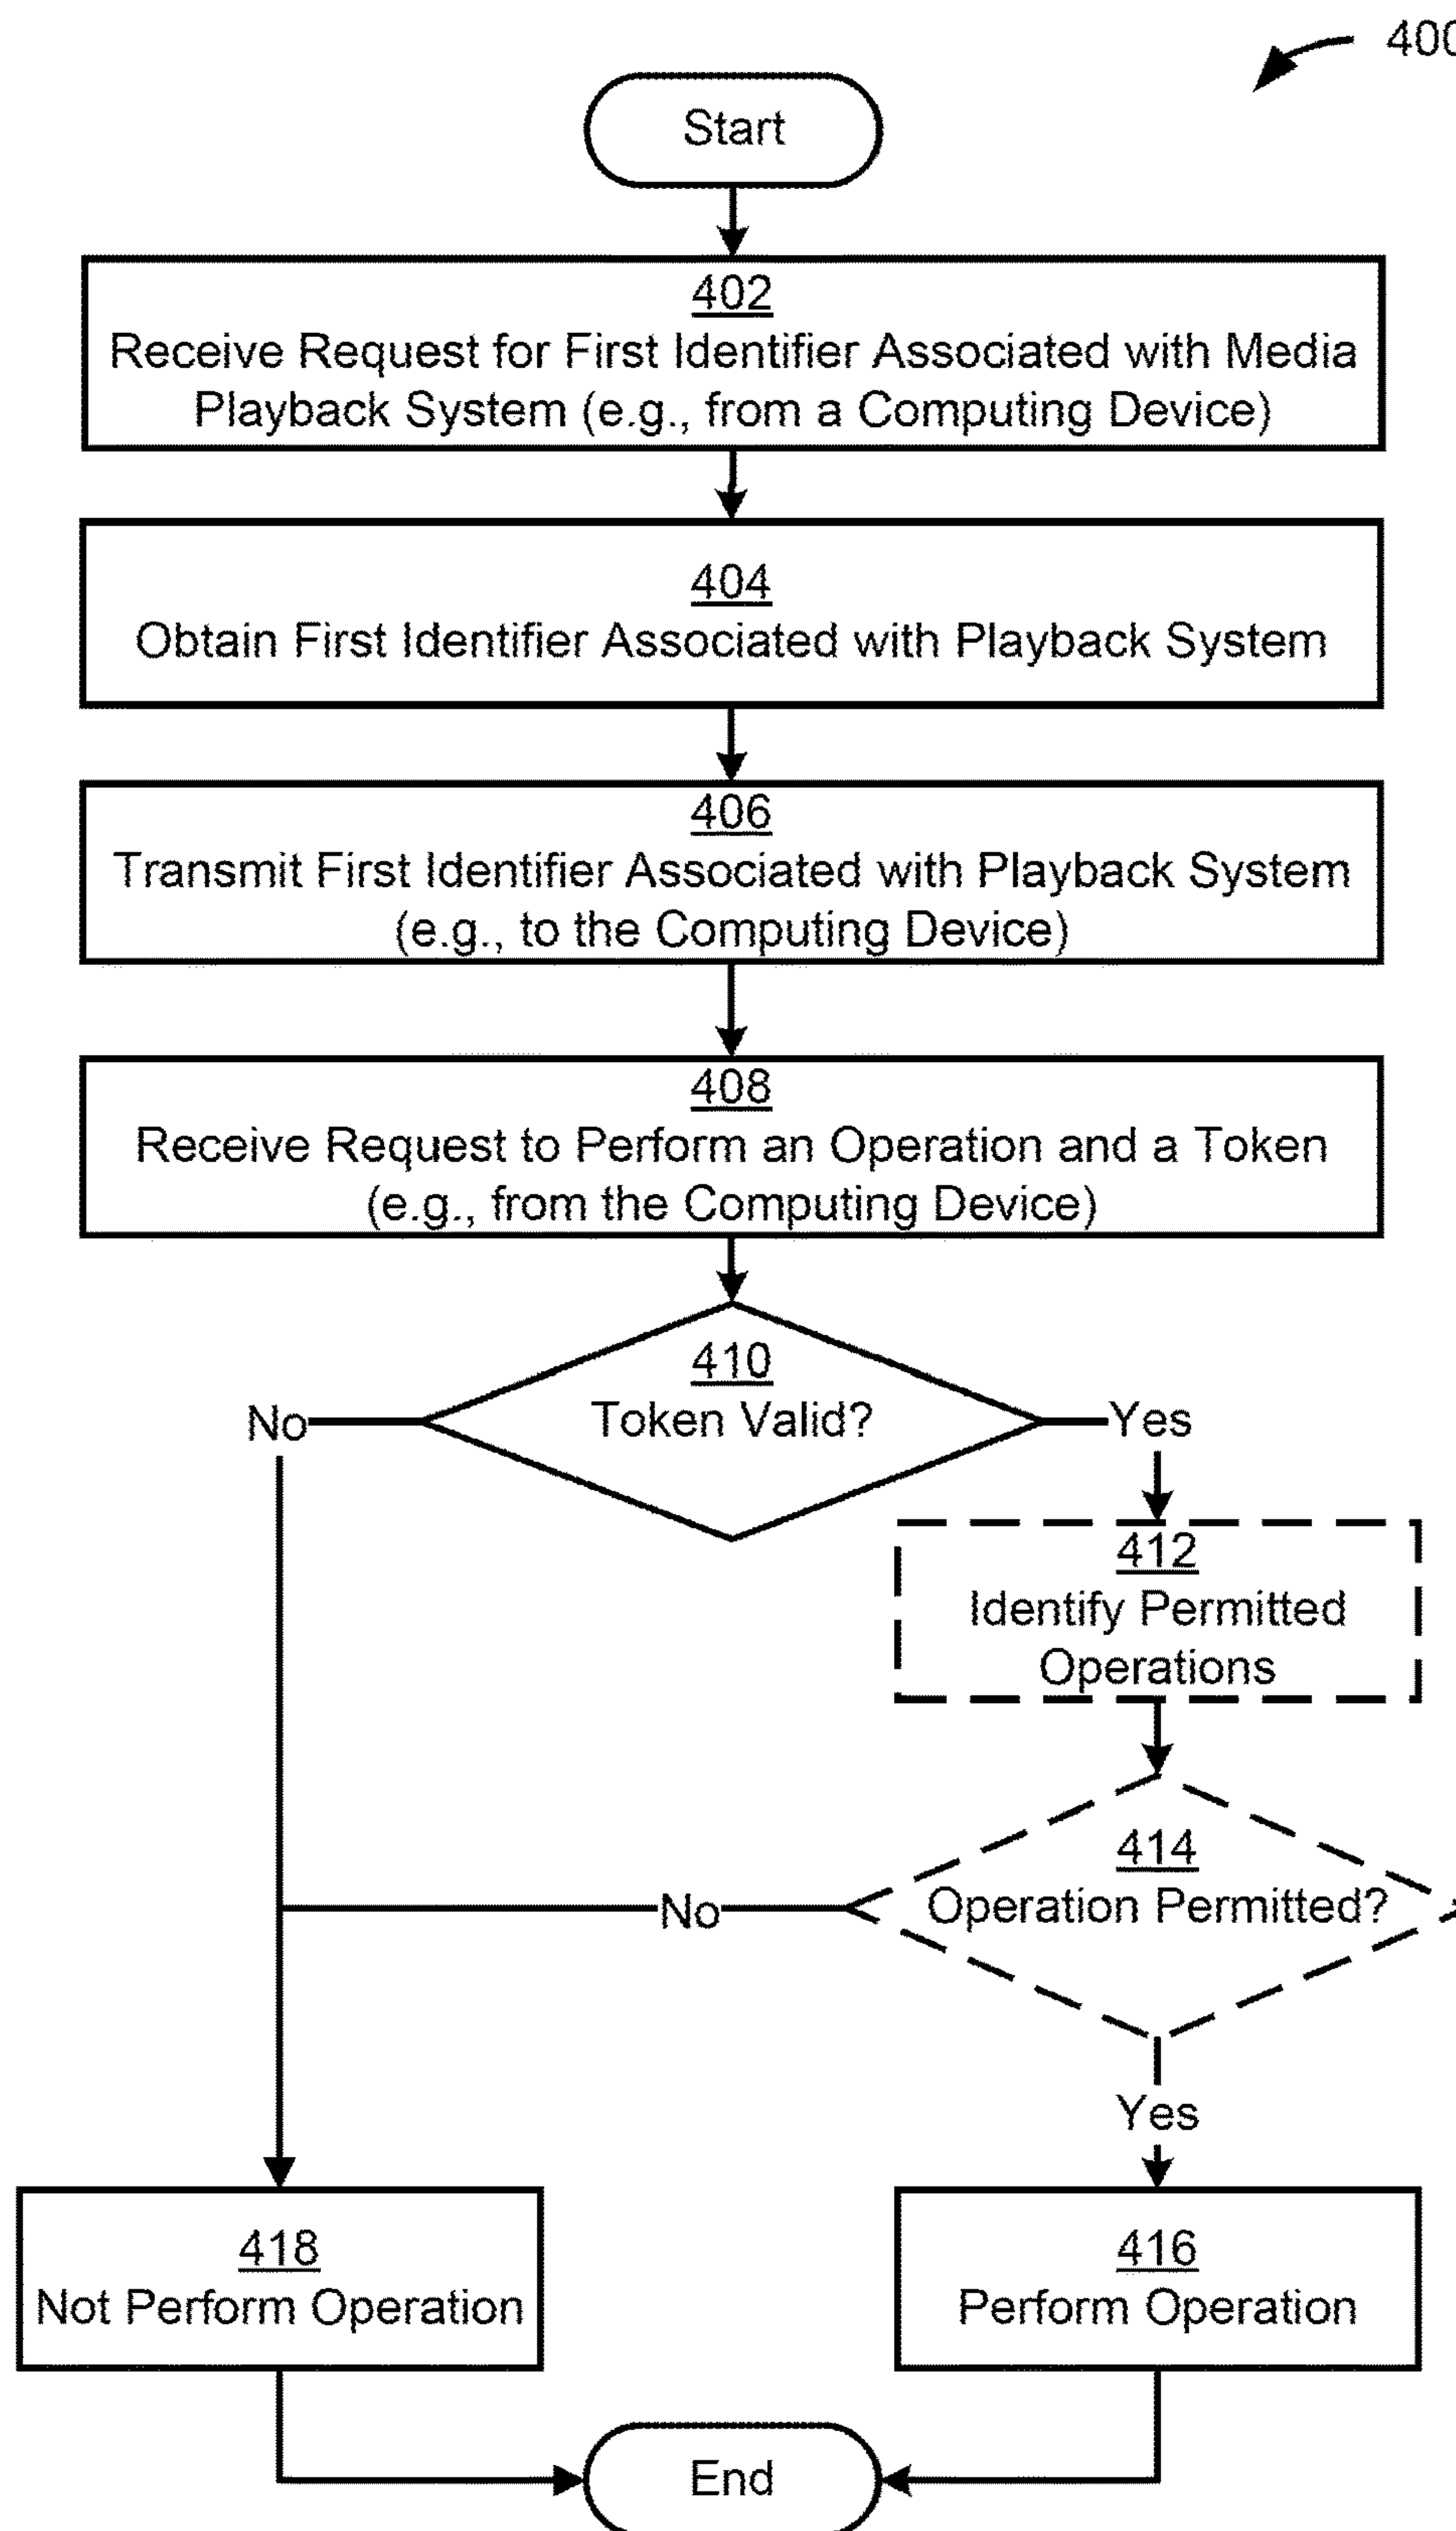 400
Start
402
Receive Request for First Identifier Associated with Media
Playback System (e.g., from a Computing Device)
404
Obtain First Identifier Associated with Playback System
406
Transmit First Identifier Associated with Playback System
(e.g., to the Computing Device)
408
Receive Request to Perform an Operation and a Token
(e.g., from the Computing Device)
410
Token Valid?
No
Yes
412
Identify Permitted
Operations
414
Operation Permitted?
No
Yes
418
Not Perform Operation
416
Perform Operation
End